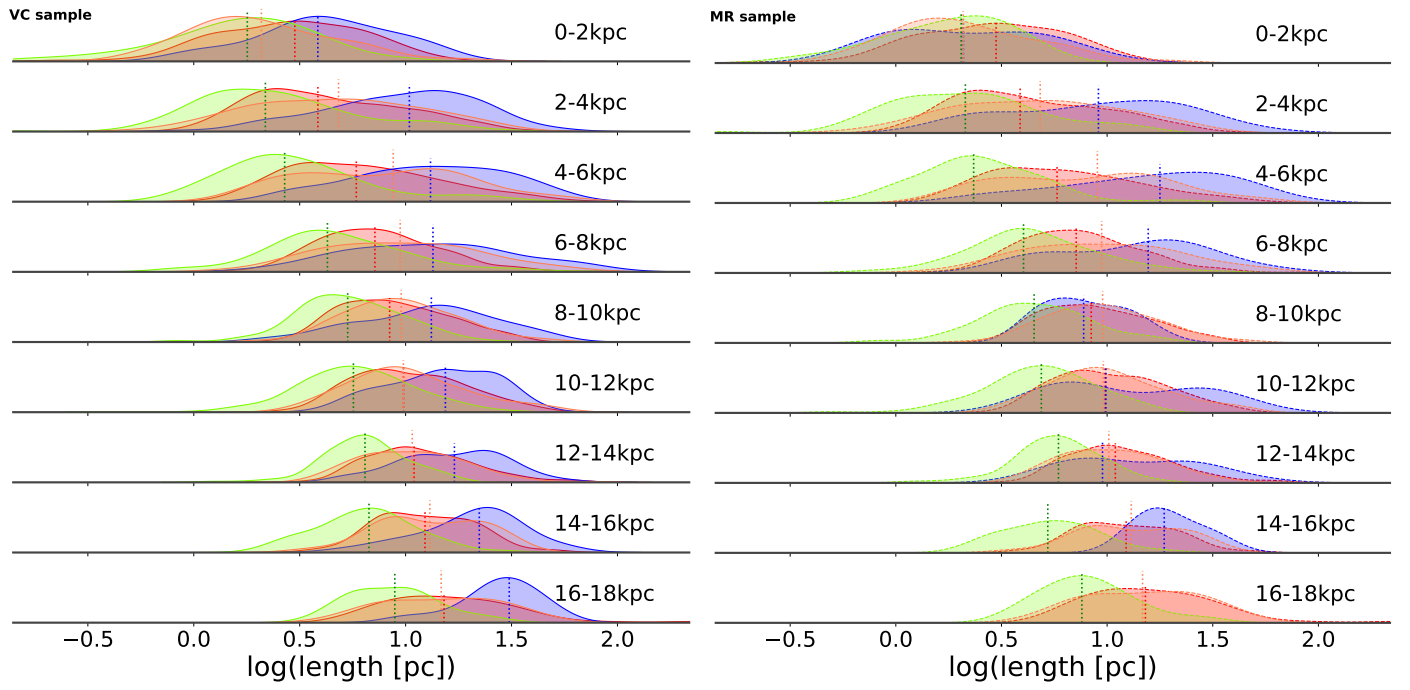 VC sample
0-2kpc
2-4kpc
4-6kpc
6-8kpc
8-10kpc
10-12kpc
12-14kpc
14-16kpc
16-18kpc
−0.5 0.0 0.5 1.0 1.5 2.0
log(length [pc])
MR sample
0-2kpc
2-4kpc
4-6kpc
6-8kpc
8-10kpc
10-12kpc
12-14kpc
14-16kpc
16-18kpc
−0.5 0.0 0.5 1.0 1.5 2.0
log(length [pc])